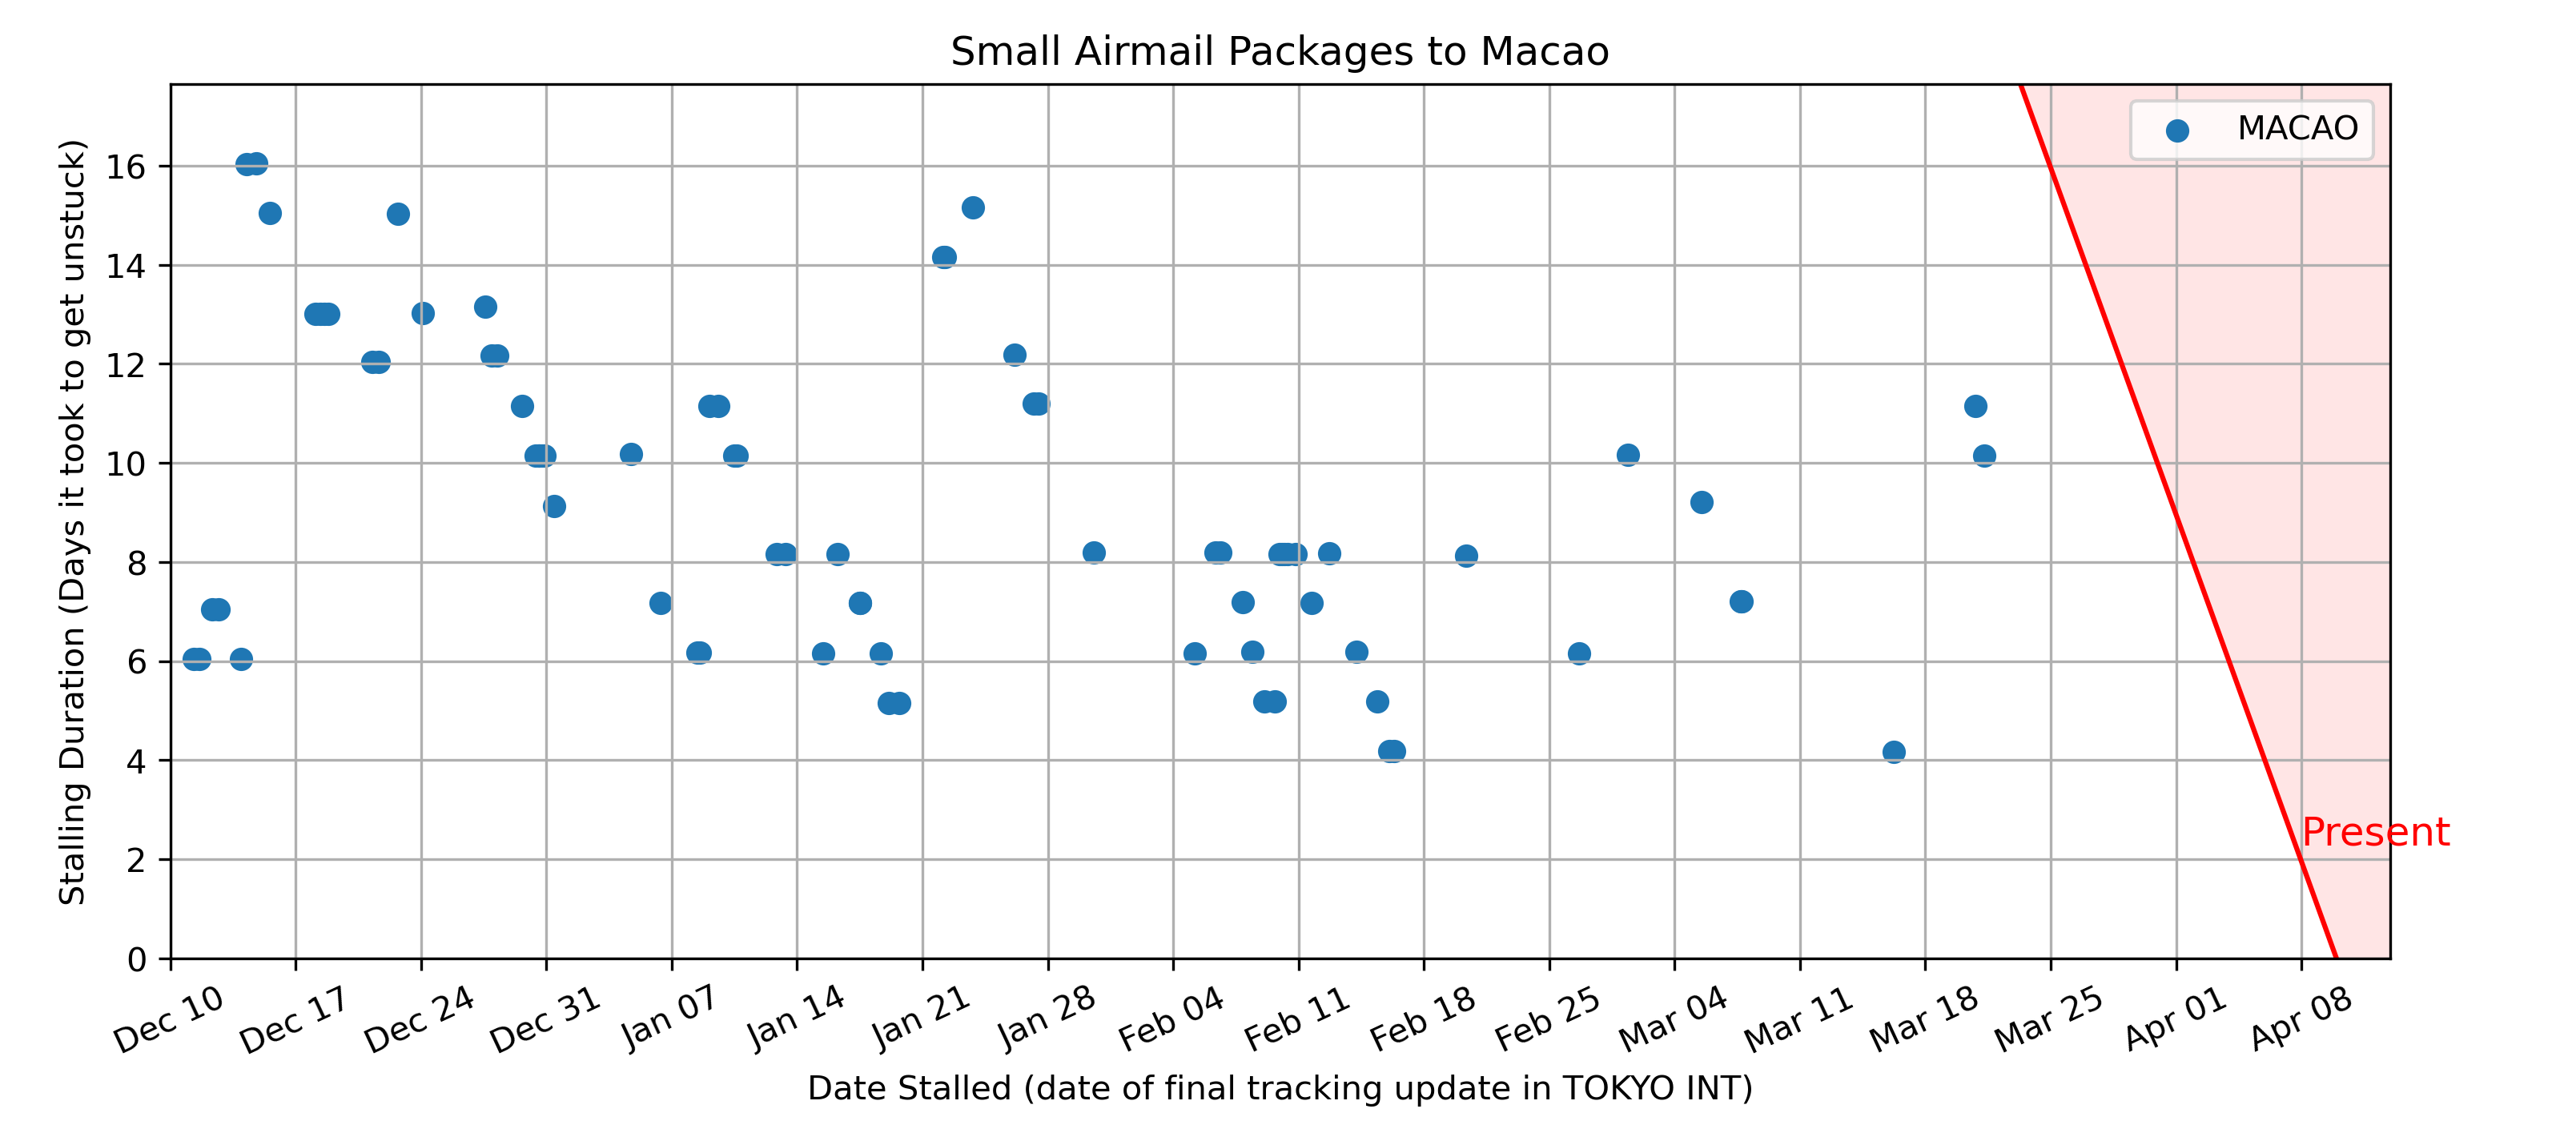 Small Airmail Packages to Macao
MACAO
Stalling Duration (Days it took to get unstuck)
16
14
12
10
8
6
4
2
0
Present
Dec 10
Dec 17
Dec 24
Dec 31
Jan 07
Jan 14
Jan 21
Jan 28
Feb 04
Feb 11
Feb 18
Feb 25
Mar 04
Mar 11
Mar 18
Mar 25
Apr 01
Apr 08
Date Stalled (date of final tracking update in TOKYO INT)